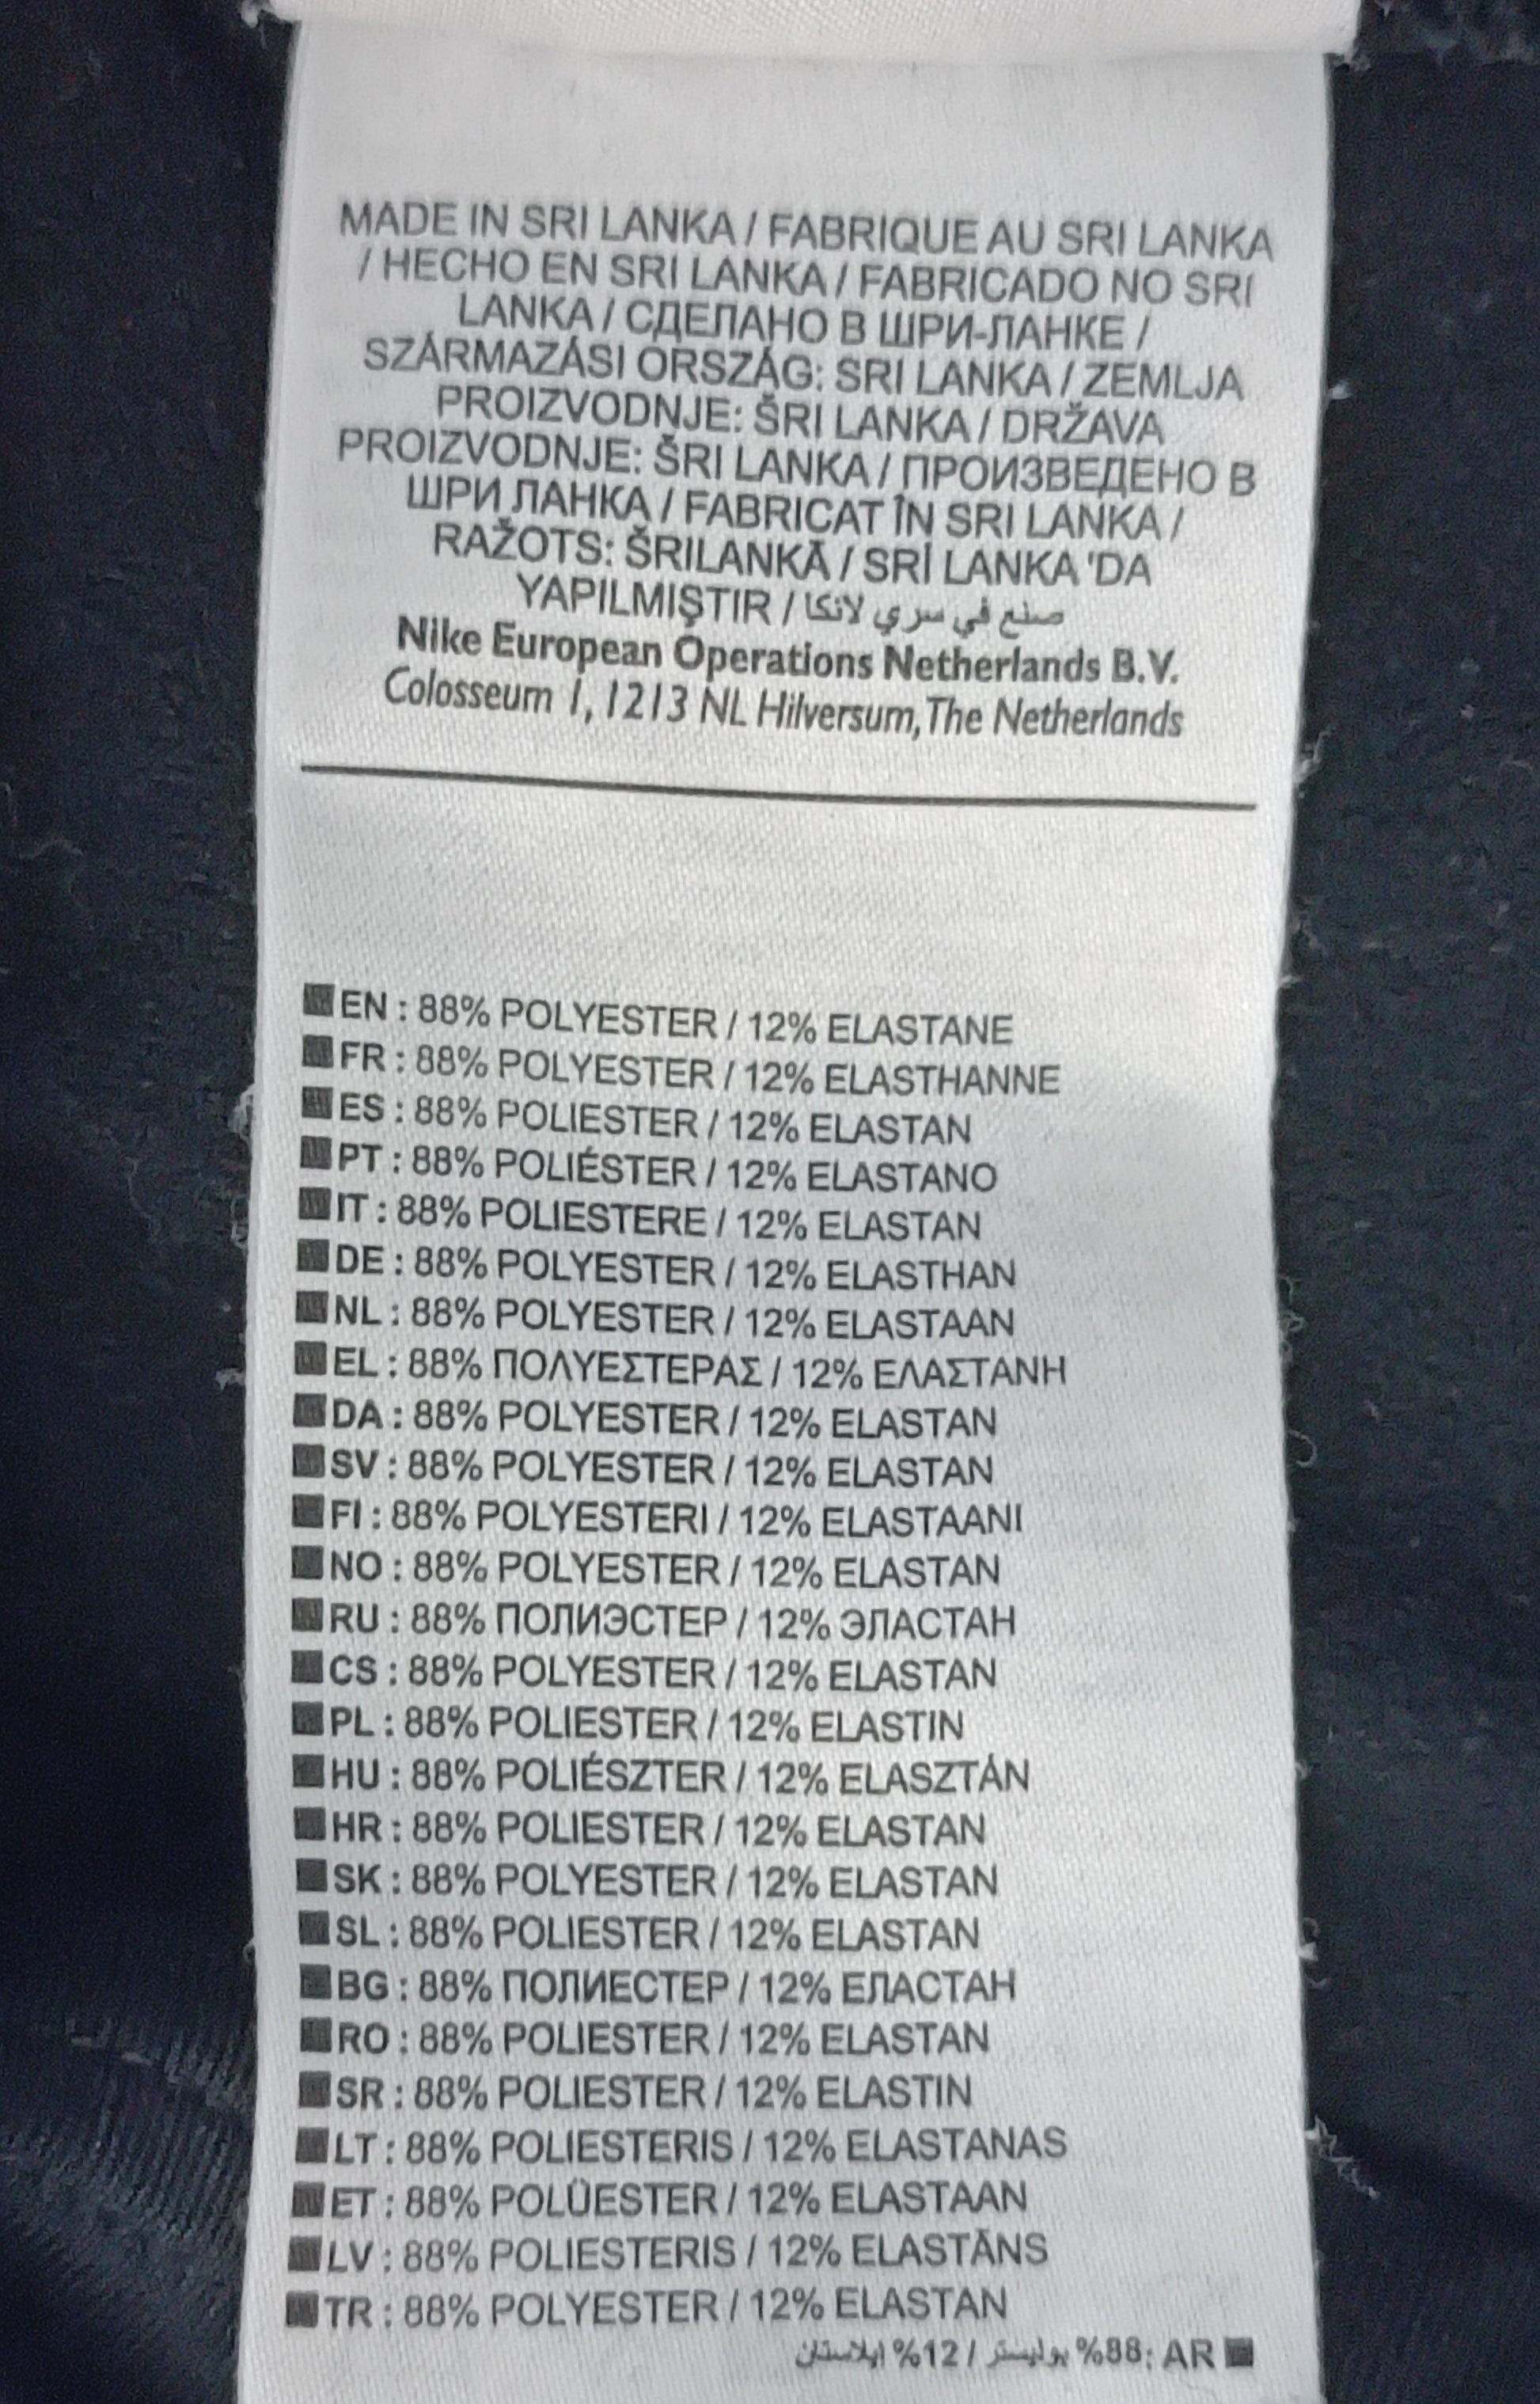 MADE IN SRI LANKA / FABRIQUE AU SRI LANKA
/ HECHO EN SRI LANKA / FABRICADO NO SRI
LANKA / СДЕЛАНО В ШРИ-ЛАНКЕ /
SZÁRMAZÁSI ORSZÁG: SRI LANKA / ZEMLJA
PROIZVODNJE: ŠRI LANKA / DRŽAVA
PROIZVODNJE: ŠRI LANKA / ПРОИЗВЕДЕНО В
ШРИ ЛАНКА / FABRICAT ÎN SRI LANKA /
RAŽOTS: ŠRILANKĀ / SRİ LANKA 'DA
YAPILMIŞTIR / صنع في سري لانكا
Nike European Operations Netherlands B.V.
Colosseum 1, 1213 NL Hilversum, The Netherlands
EN : 88% POLYESTER / 12% ELASTANE
FR : 88% POLYESTER / 12% ELASTHANNE
ES : 88% POLIESTER / 12% ELASTAN
PT : 88% POLIÉSTER / 12% ELASTANO
IT : 88% POLIESTERE / 12% ELASTAN
DE : 88% POLYESTER / 12% ELASTHAN
NL : 88% POLYESTER / 12% ELASTAAN
EL : 88% ΠΟΛΥΕΣΤΕΡΑΣ / 12% ΕΛΑΣΤΑΝΗ
DA : 88% POLYESTER / 12% ELASTAN
SV : 88% POLYESTER / 12% ELASTAN
FI : 88% POLYESTERI / 12% ELASTAANI
NO : 88% POLYESTER / 12% ELASTAN
RU : 88% ПОЛИЭСТЕР / 12% ЭЛАСТАН
CS : 88% POLYESTER / 12% ELASTAN
PL : 88% POLIESTER / 12% ELASTIN
HU : 88% POLIÉSZTER / 12% ELASZTÁN
HR : 88% POLIESTER / 12% ELASTAN
SK : 88% POLYESTER / 12% ELASTAN
SL : 88% POLIESTER / 12% ELASTAN
BG : 88% ПОЛИЕСТЕР / 12% ЕЛАСТАН
RO : 88% POLIESTER / 12% ELASTAN
SR : 88% POLIESTER / 12% ELASTIN
LT : 88% POLIESTERIS / 12% ELASTANAS
ET : 88% POLÜESTER / 12% ELASTAAN
LV : 88% POLIESTERIS / 12% ELASTĀNS
TR : 88% POLYESTER / 12% ELASTAN
AR :88% بوليستر / 12% إيلاستان